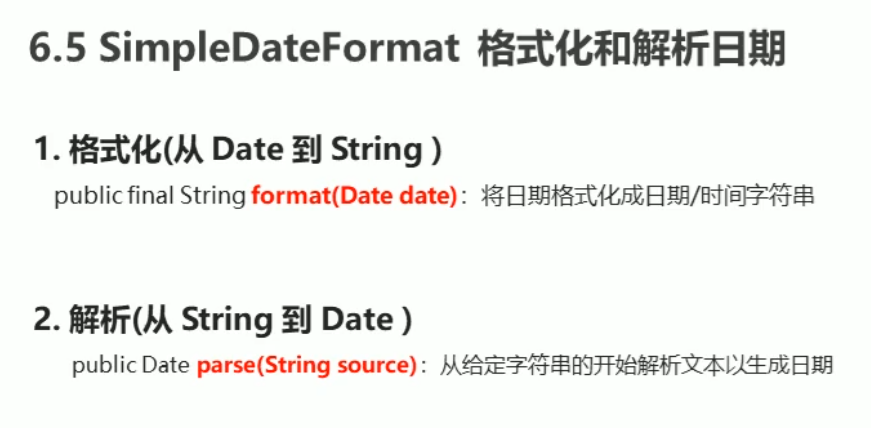 6.5 SimpleDateFormat 格式化和解析日期
1. 格式化(从 Date 到 String )
public final String format(Date date)：将日期格式化成日期/时间字符串
2. 解析(从 String 到 Date )
public Date parse(String source)：从给定字符串的开始解析文本以生成日期